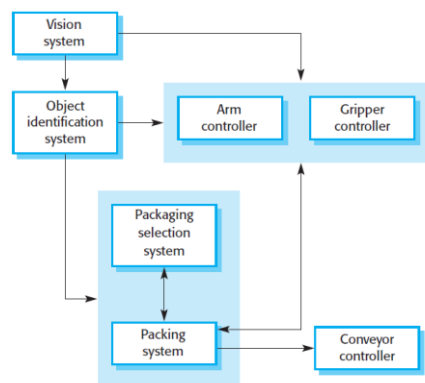 Vision
system
Object
identification
system
Arm
controller
Gripper
controller
Packaging
selection
system
Packing
system
Conveyor
controller